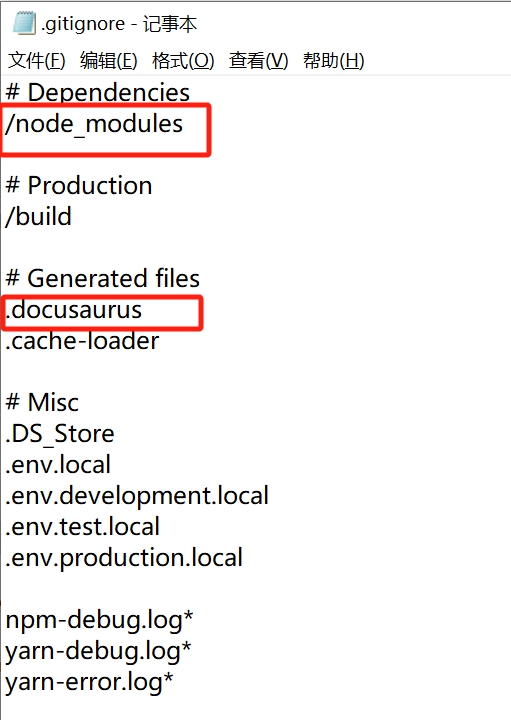 .gitignore - 记事本
文件(F) 编辑(E) 格式(O) 查看(V) 帮助(H)
# Dependencies
/node_modules
# Production
/build
# Generated files
.docusaurus
.cache-loader
# Misc
.DS_Store
.env.local
.env.development.local
.env.test.local
.env.production.local
npm-debug.log*
yarn-debug.log*
yarn-error.log*